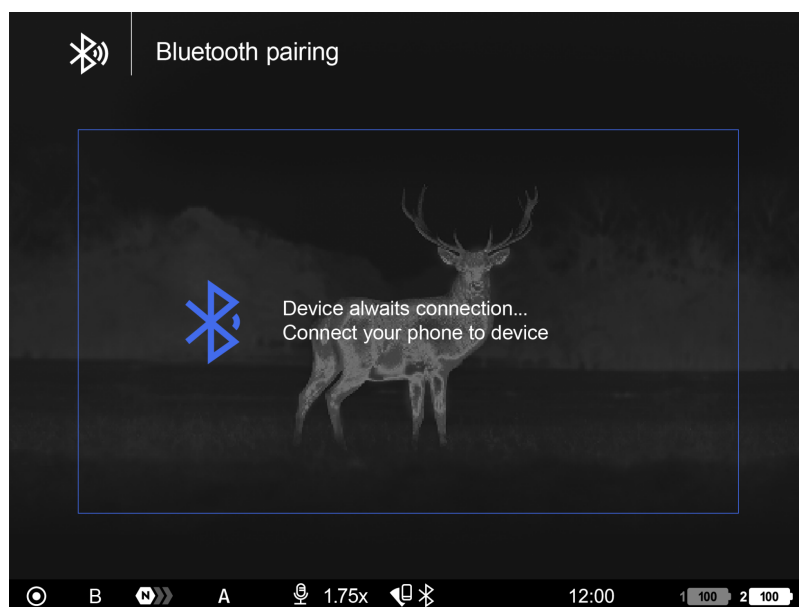 Bluetooth pairing
Device alwaits connection...
Connect your phone to device
B N A 1.75x 12:00 1 100 2 100